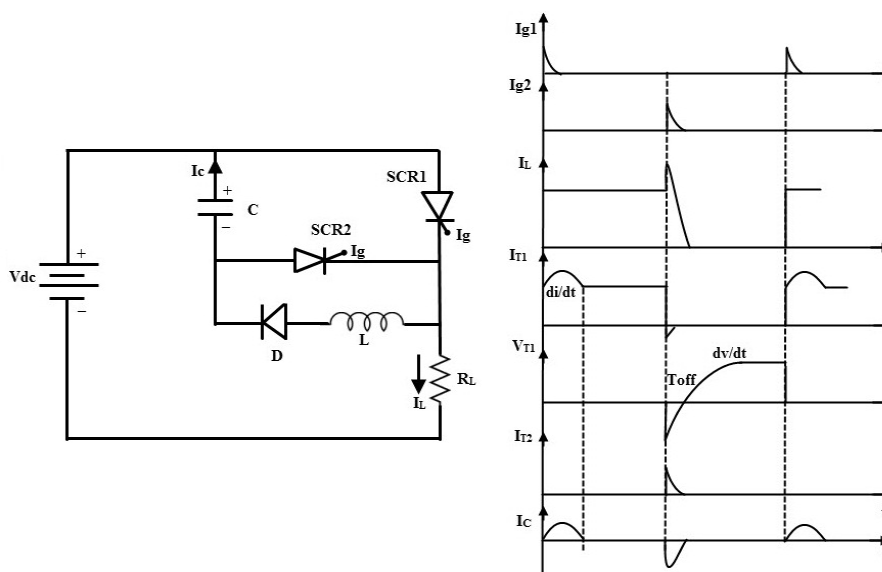 Ic
+
C
−
SCR1
Ig
SCR2
Ig
+
Vdc
−
D
L
RL
IL
Ig1
Ig2
IL
IT1
di/dt
VT1
dv/dt
Toff
IT2
IC